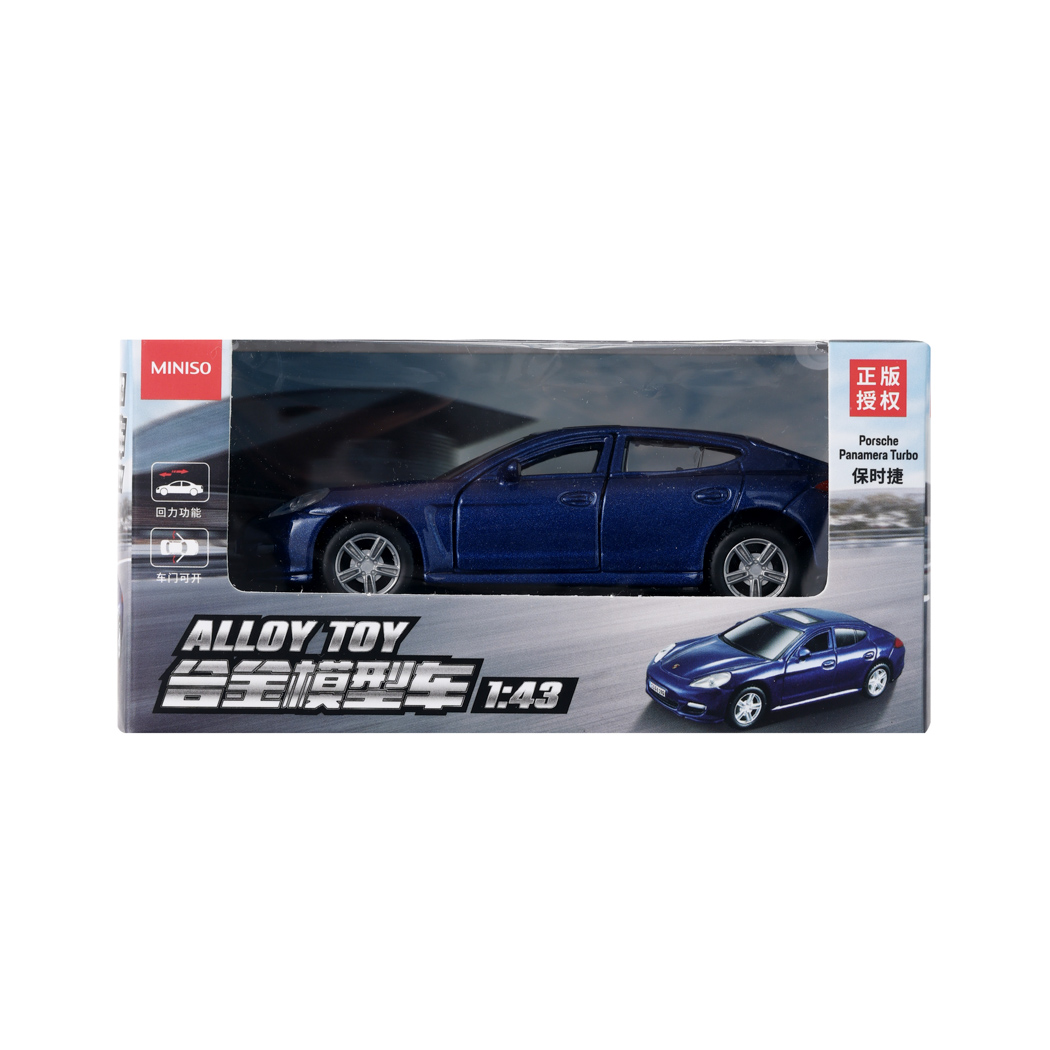 MINISO
正版
授权
Porsche
Panamera Turbo
保时捷
回力功能
车门可开
ALLOY TOY
合金模型车 1:43